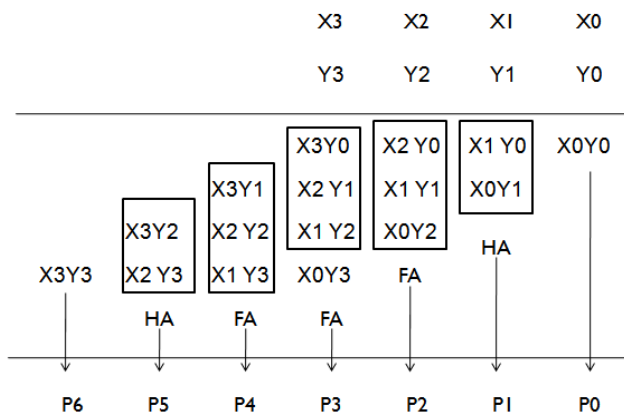 X3 X2 X1 X0
Y3 Y2 Y1 Y0
X3Y0 X2 Y0 X1 Y0 X0Y0
X3Y1 X2 Y1 X1 Y1 X0Y1
X3Y2 X2 Y2 X1 Y2 X0Y2
X3Y3 X2 Y3 X1 Y3 X0Y3 FA HA
HA FA FA
P6 P5 P4 P3 P2 P1 P0